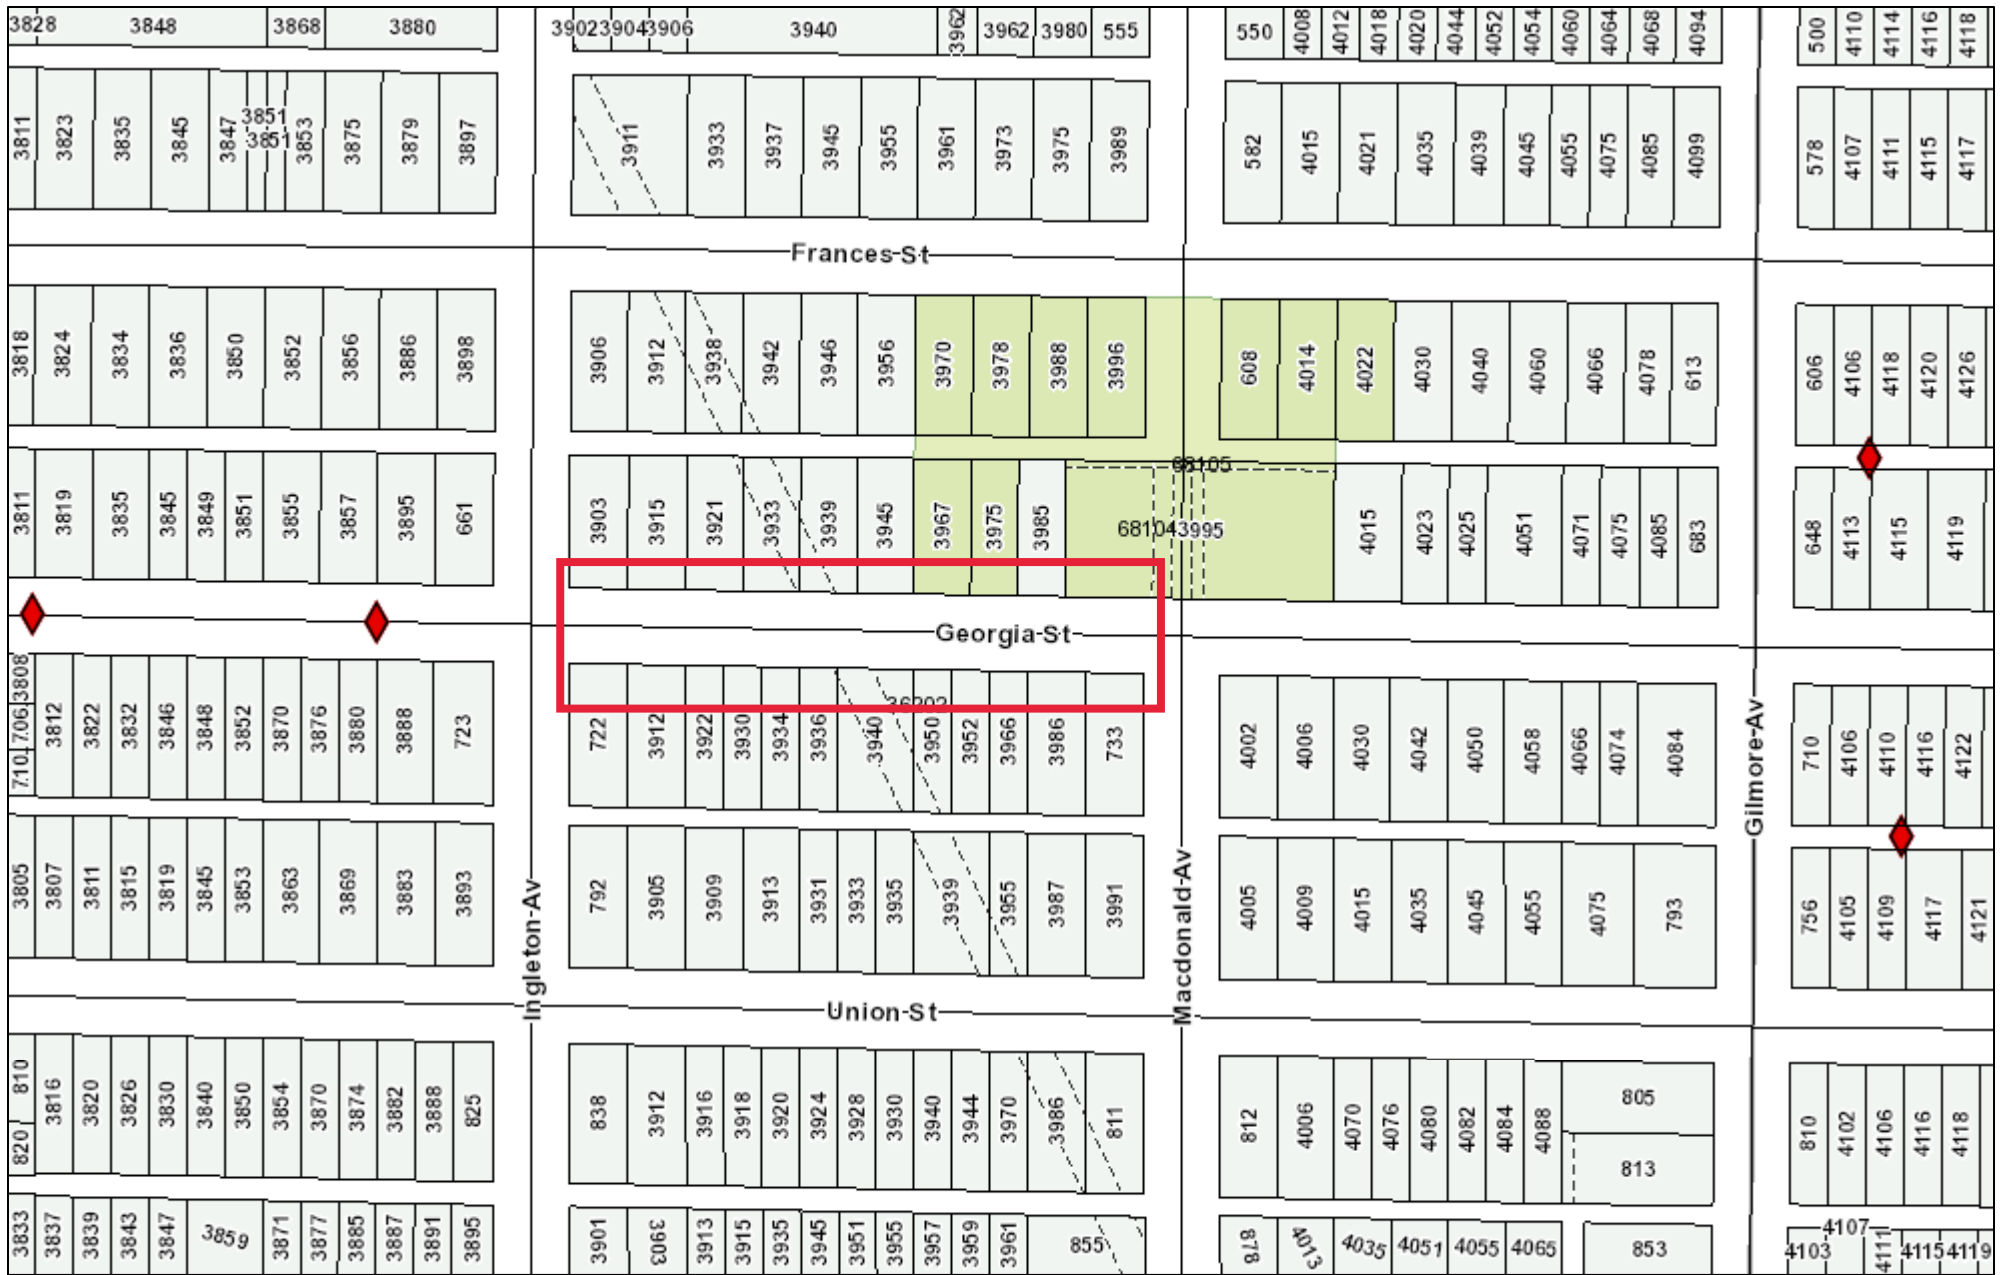 3828 3848 3868 3880 3902 3904 3906 3940 3962 3962 3980 555 550 4008 4012 4018 4020 4044 4052 4054 4060 4064 4068 4094 500 4110 4114 4116 4118
3811 3823 3835 3845 3847 3851 3851 3853 3875 3879 3897 3911 3933 3937 3945 3955 3961 3973 3975 3989 582 4015 4021 4035 4039 4045 4055 4075 4085 4099 578 4107 4111 4115 4117
Frances St
3818 3824 3834 3836 3850 3852 3856 3886 3898 3906 3912 3938 3942 3946 3956 3970 3978 3988 3996 608 4014 4022 4030 4040 4060 4066 4078 613 606 4106 4118 4120 4126
68105
3811 3819 3835 3845 3849 3851 3855 3857 3895 661 3903 3915 3921 3933 3939 3945 3967 3975 3985 68104 3995 4015 4023 4025 4051 4071 4075 4085 683 648 4113 4115 4119
Georgia St
36202
3808 706 710 3812 3822 3832 3846 3848 3852 3870 3876 3880 3888 723 722 3912 3922 3930 3934 3936 3940 3950 3952 3966 3986 733 4002 4006 4030 4042 4050 4058 4066 4074 4084 710 4106 4110 4116 4122
Ingleton Av
Macdonald Av
Gilmore Av
3805 3807 3811 3815 3819 3845 3853 3863 3869 3883 3893 792 3905 3909 3913 3931 3933 3935 3939 3955 3987 3991 4005 4009 4015 4035 4045 4055 4075 793 756 4105 4109 4117 4121
Union St
810 820 3816 3820 3826 3830 3840 3850 3854 3870 3874 3882 3888 825 838 3912 3916 3918 3920 3924 3928 3930 3940 3944 3970 3986 811 812 4006 4070 4076 4080 4082 4084 4088 805 813 810 4102 4106 4116 4118
3833 3837 3839 3843 3847 3859 3871 3877 3885 3887 3891 3895 3901 3903 3913 3915 3935 3945 3951 3955 3957 3959 3961 855 878 4013 4035 4051 4055 4065 853 4103 4107 4111 4115 4119